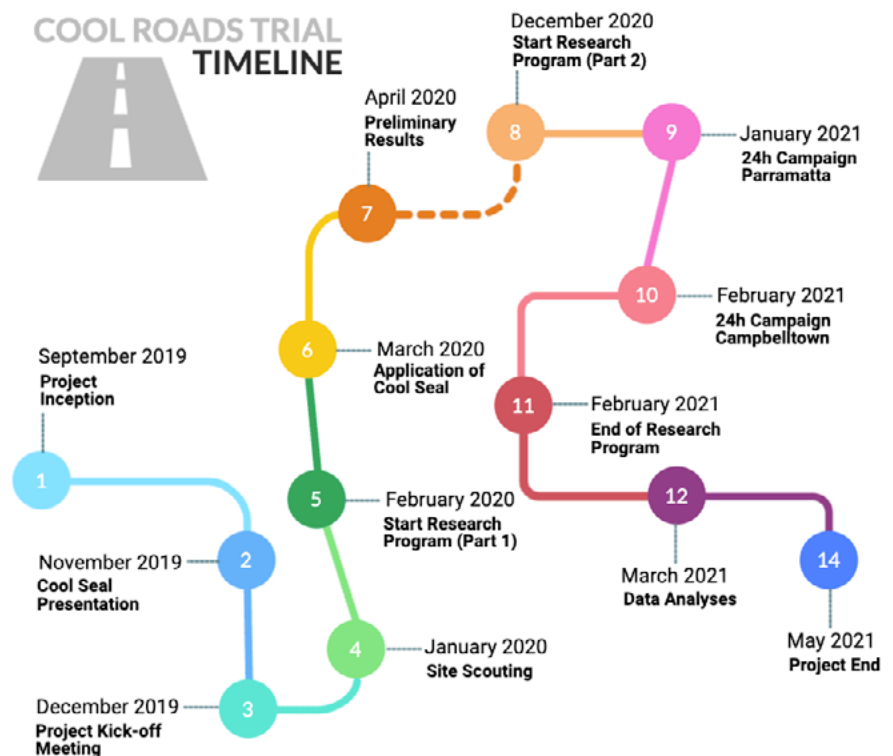 COOL ROADS TRIAL
TIMELINE
1
September 2019
Project
Inception
2
November 2019
Cool Seal
Presentation
3
December 2019
Project Kick-off
Meeting
4
January 2020
Site Scouting
5
February 2020
Start Research
Program (Part 1)
6
March 2020
Application of
Cool Seal
7
April 2020
Preliminary
Results
8
December 2020
Start Research
Program (Part 2)
9
January 2021
24h Campaign
Parramatta
10
February 2021
24h Campaign
Campbelltown
11
February 2021
End of Research
Program
12
March 2021
Data Analyses
14
May 2021
Project End